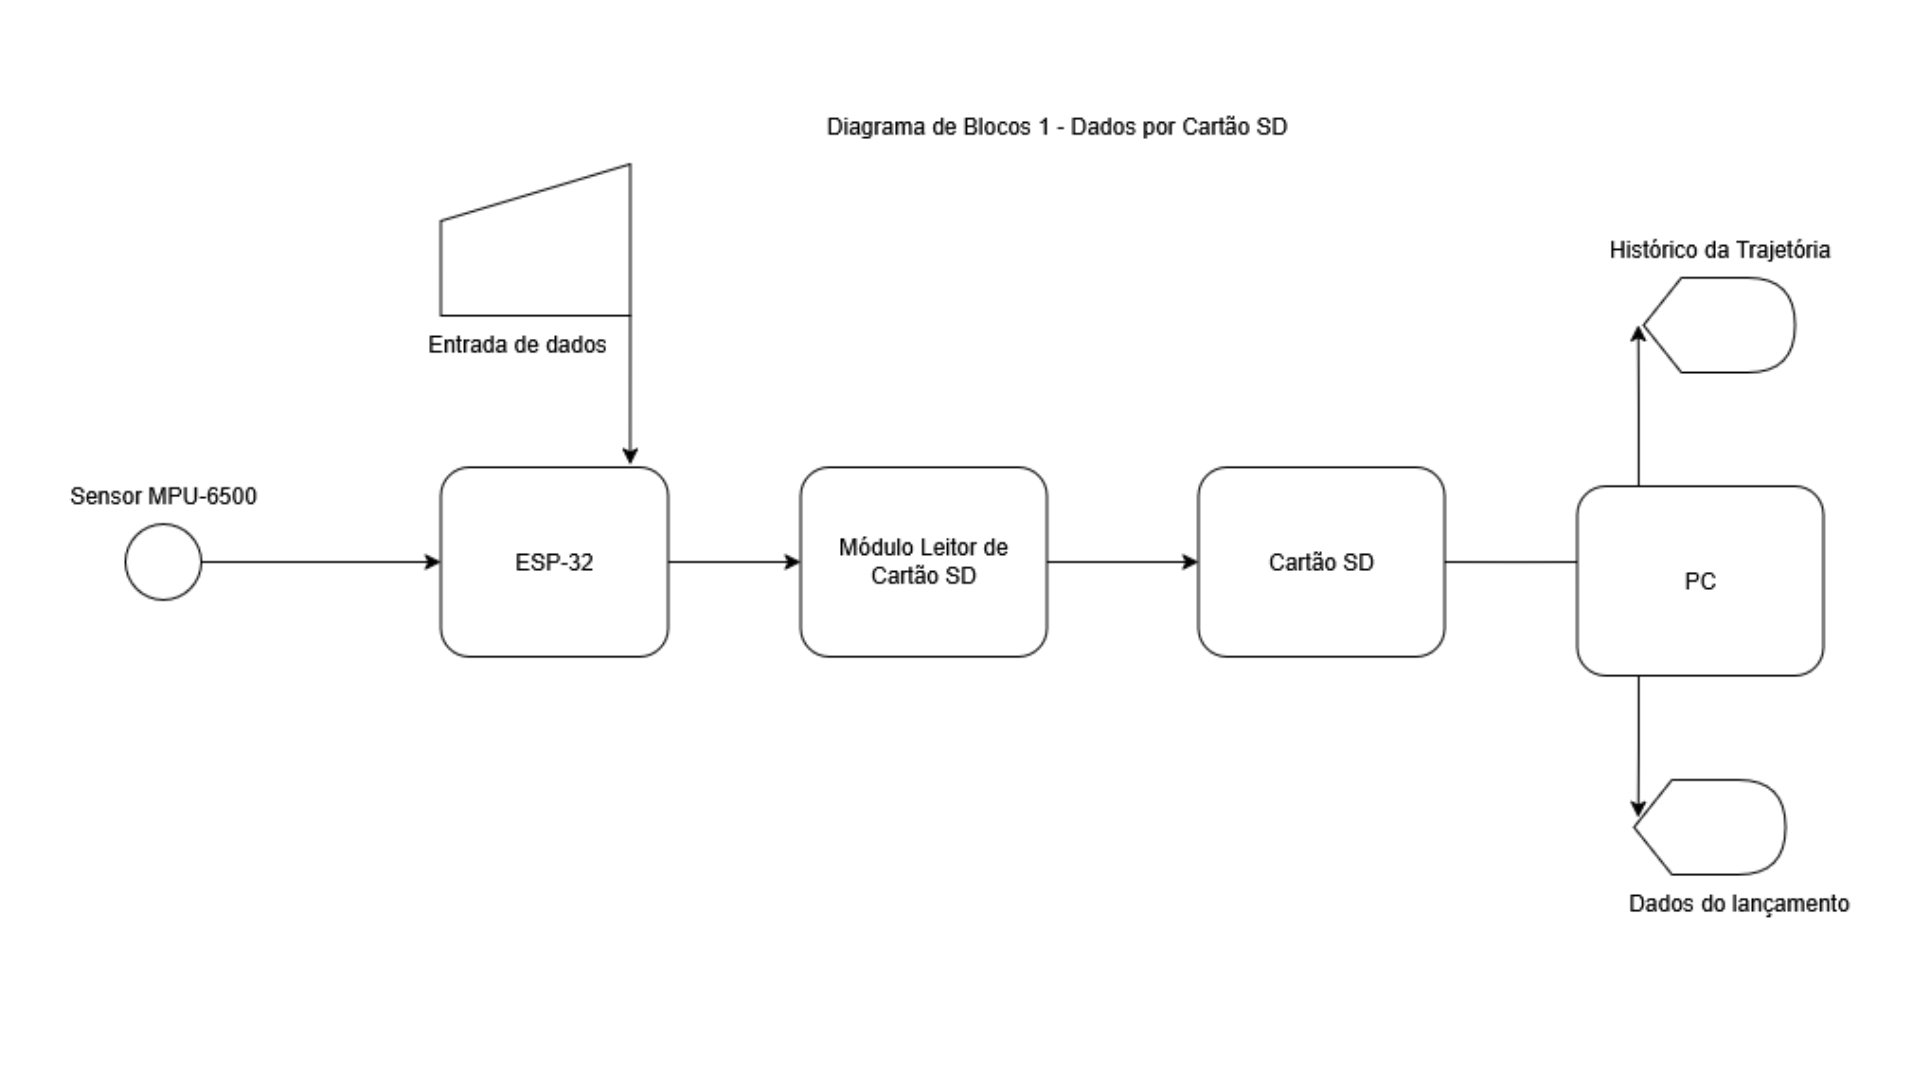 Diagrama de Blocos 1 - Dados por Cartão SD
Histórico da Trajetória
Entrada de dados
Sensor MPU-6500
ESP-32
Módulo Leitor de
Cartão SD
Cartão SD
PC
Dados do lançamento